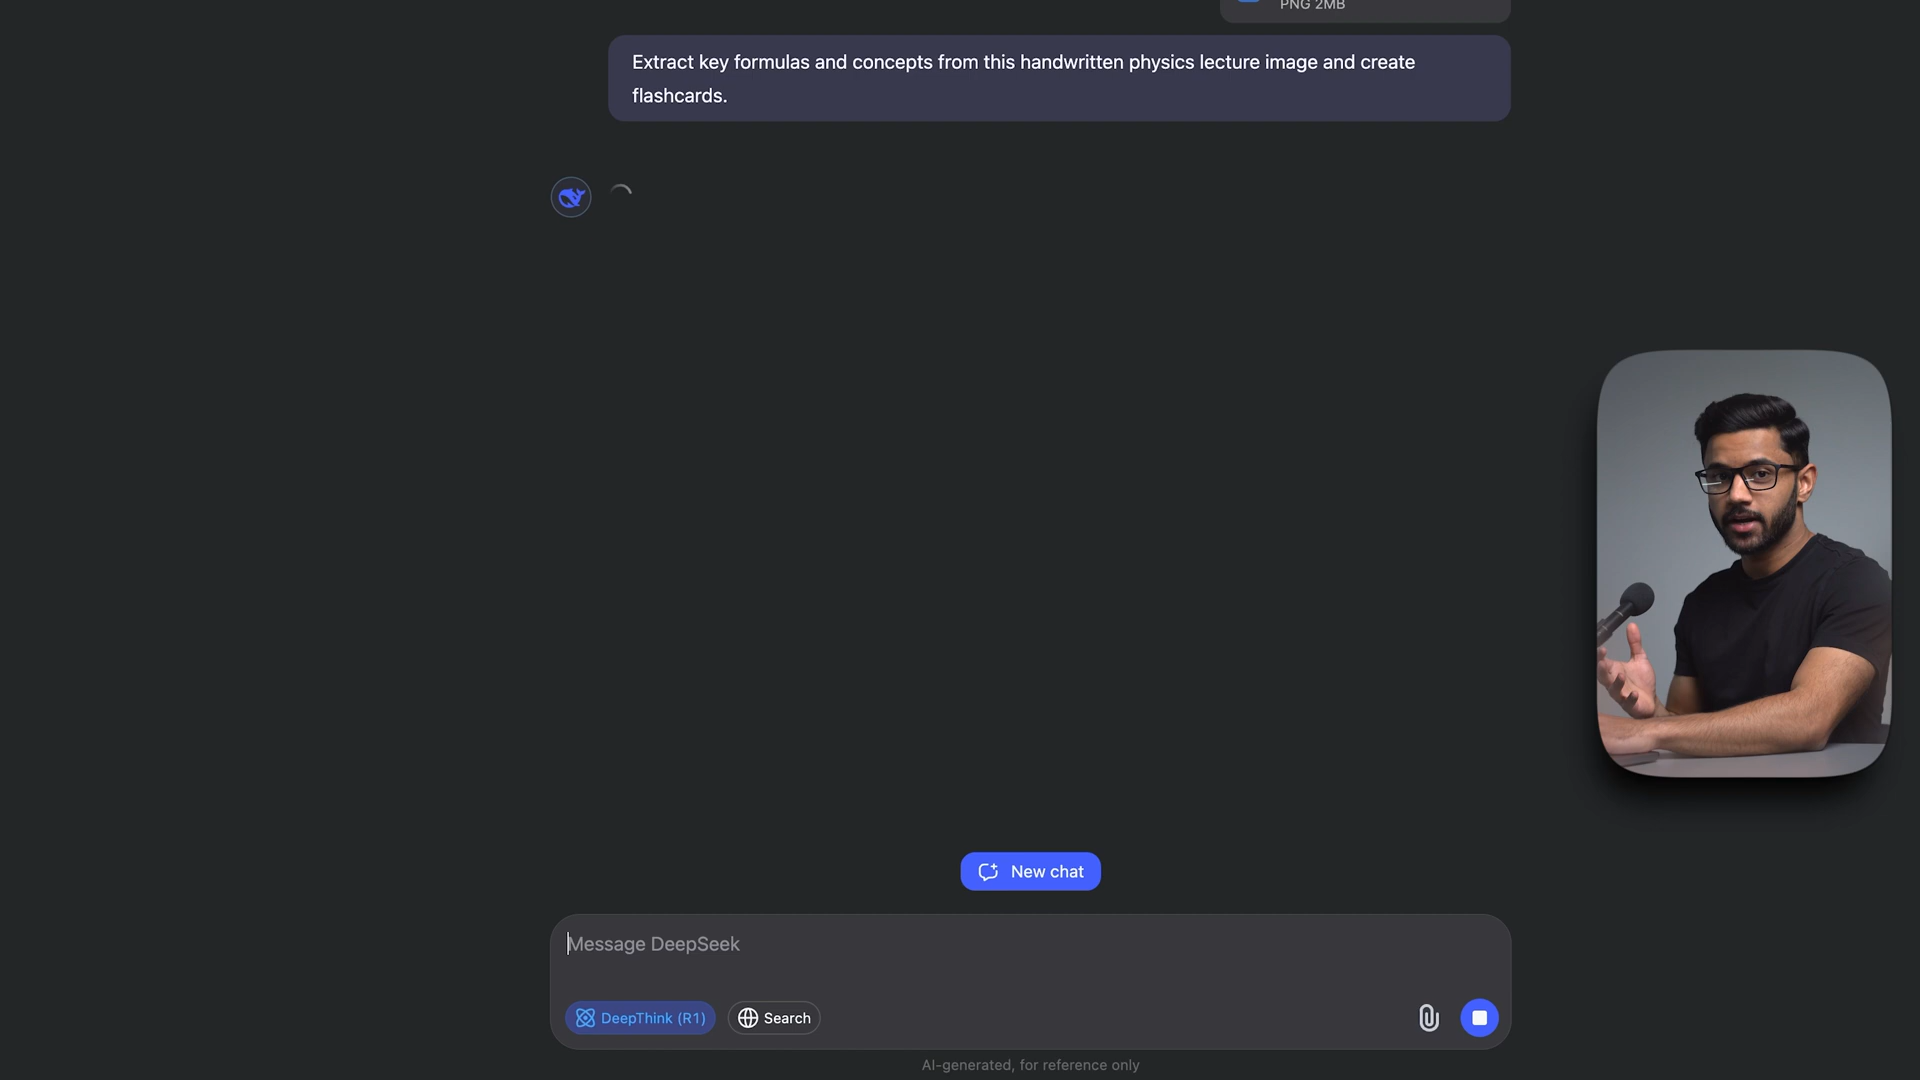 PNG 2MB
Extract key formulas and concepts from this handwritten physics lecture image and create
flashcards.
New chat
Message DeepSeek
DeepThink (R1)
Search
AI-generated, for reference only